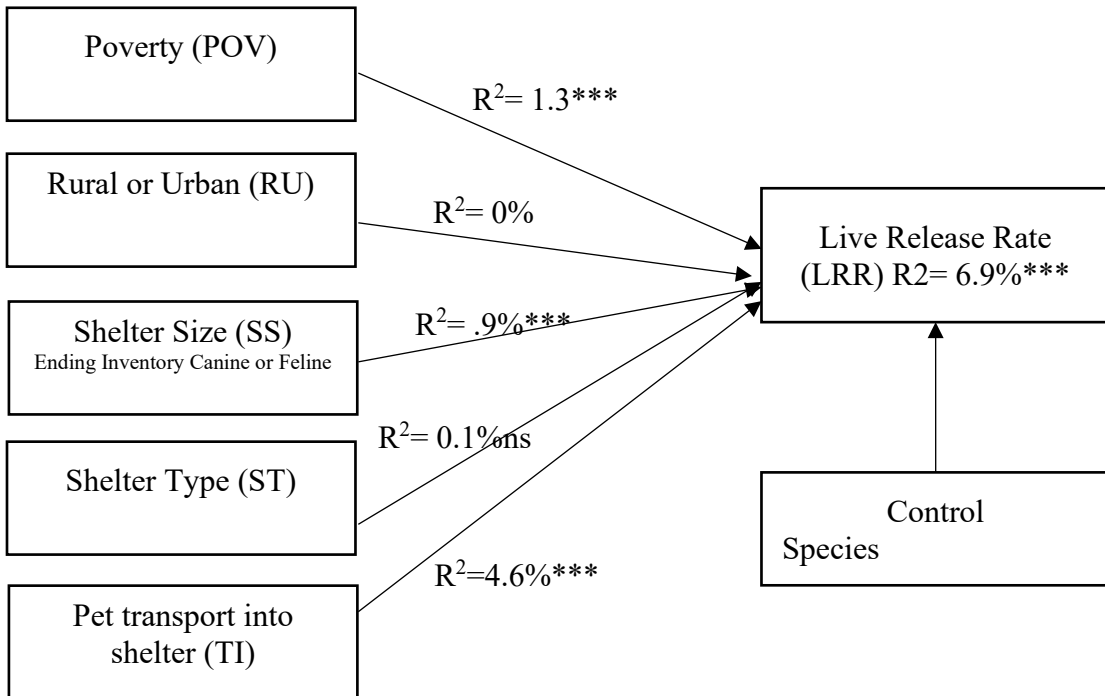 Poverty (POV)
R²= 1.3***
Rural or Urban (RU)
R²= 0%
Live Release Rate
(LRR) R2= 6.9%***
Shelter Size (SS)
Ending Inventory Canine or Feline
R²= .9%***
R²= 0.1%ns
Shelter Type (ST)
Control
Species
R²=4.6%***
Pet transport into
shelter (TI)